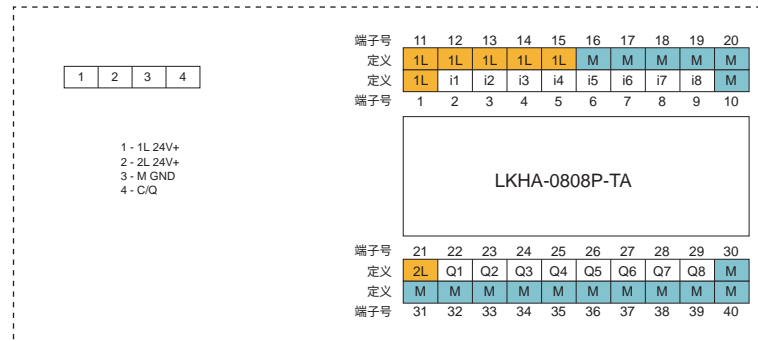 1 2 3 4
1 - 1L 24V+
2 - 2L 24V+
3 - M GND
4 - C/Q
端子号 11 12 13 14 15 16 17 18 19 20
定义 1L 1L 1L 1L 1L M M M M M
定义 1L i1 i2 i3 i4 i5 i6 i7 i8 M
端子号 1 2 3 4 5 6 7 8 9 10
LKHA-0808P-TA
端子号 21 22 23 24 25 26 27 28 29 30
定义 2L Q1 Q2 Q3 Q4 Q5 Q6 Q7 Q8 M
定义 M M M M M M M M M M
端子号 31 32 33 34 35 36 37 38 39 40